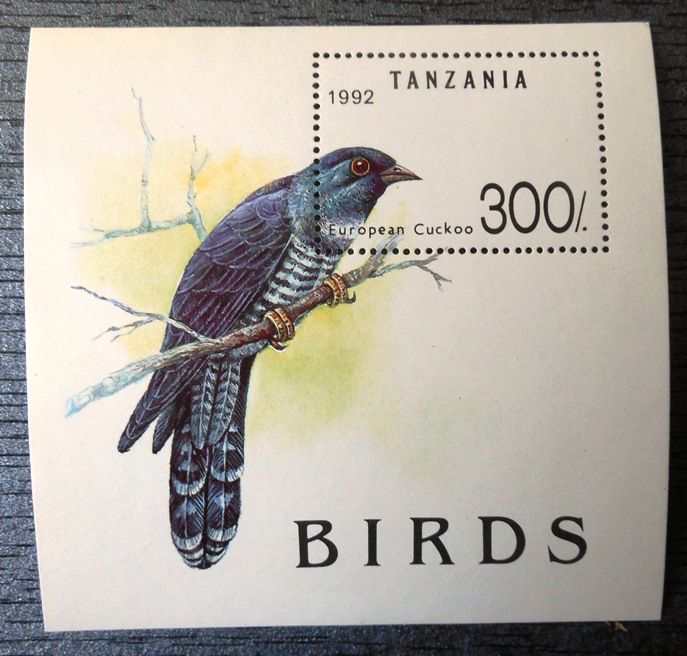 TANZANIA
1992
European Cuckoo 300/.
BIRDS